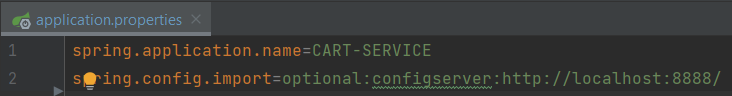 application.properties
1 spring.application.name=CART-SERVICE
2 spring.config.import=optional:configserver:http://localhost:8888/